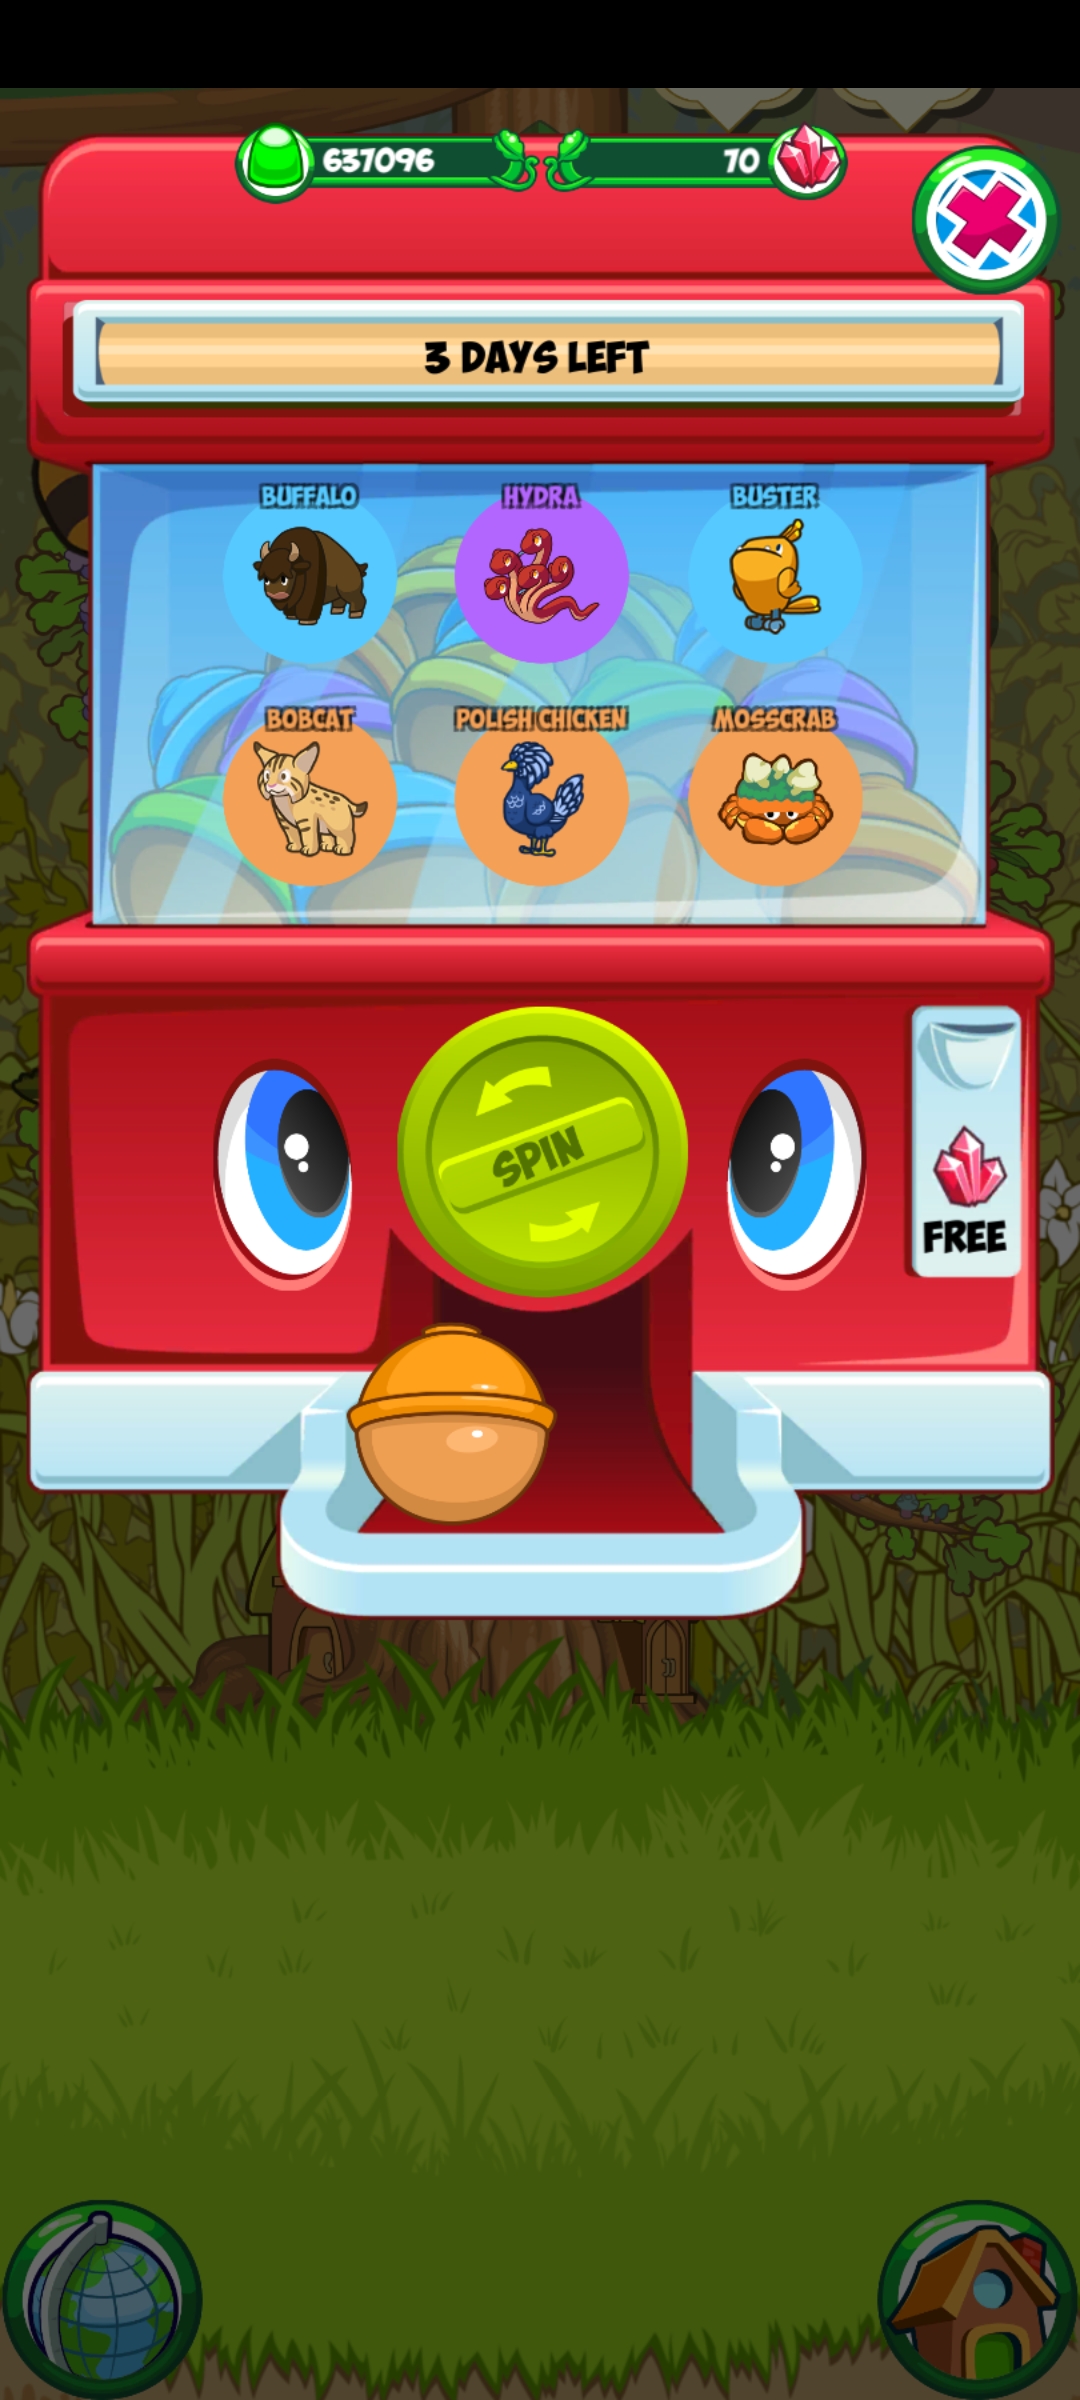 637096
70
3 DAYS LEFT
BUFFALO
HYDRA
BUSTER
BOBCAT
POLISH CHICKEN
MOSSCRAB
SPIN
FREE